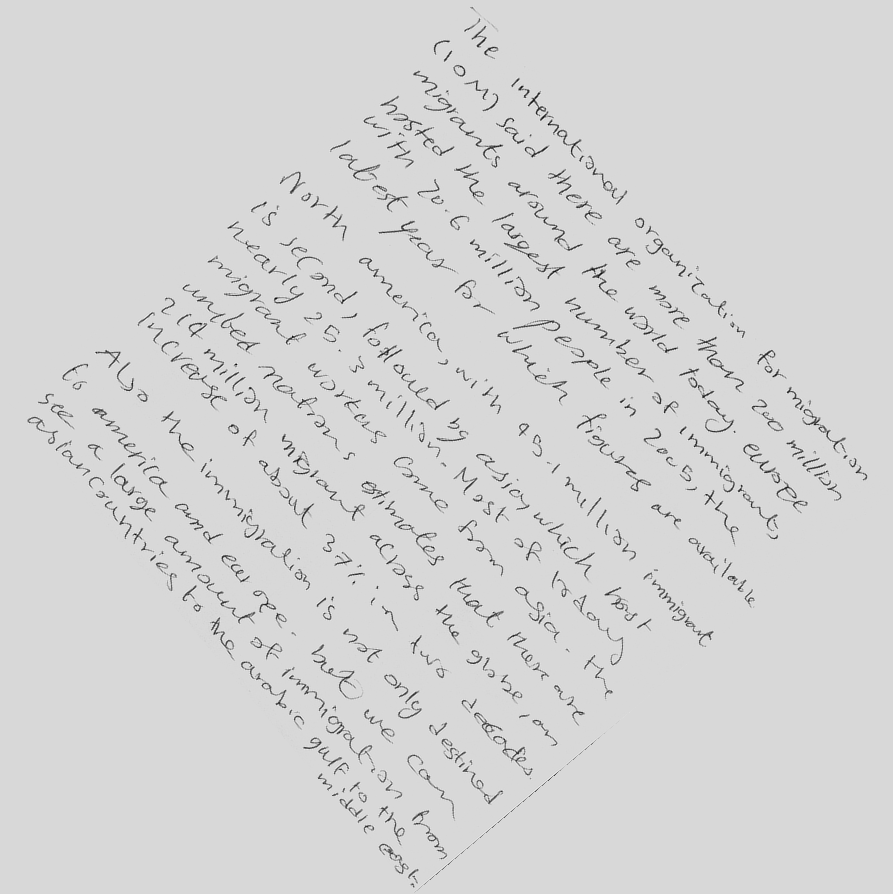 The international organization for migration
(IOM) said there are more than 200 million
migrants around the world today. europe
hosted the largest number of immigrant,
with 70.6 million people in 2005, the
latest year for which figures are available
North america, with 45.1 million immigrant
is second, followed by asia, which host
nearly 25.3 million. Most of today
migrant workers come from asia. the
united nations estimates that there are
214 million migrant across the globe, an
increase of about 37% in two decades.
Also the immigration is not only destined
to america and europe. but we can
see a large amount of immigration from
asian countries to the arabic gulf to the
middle east.